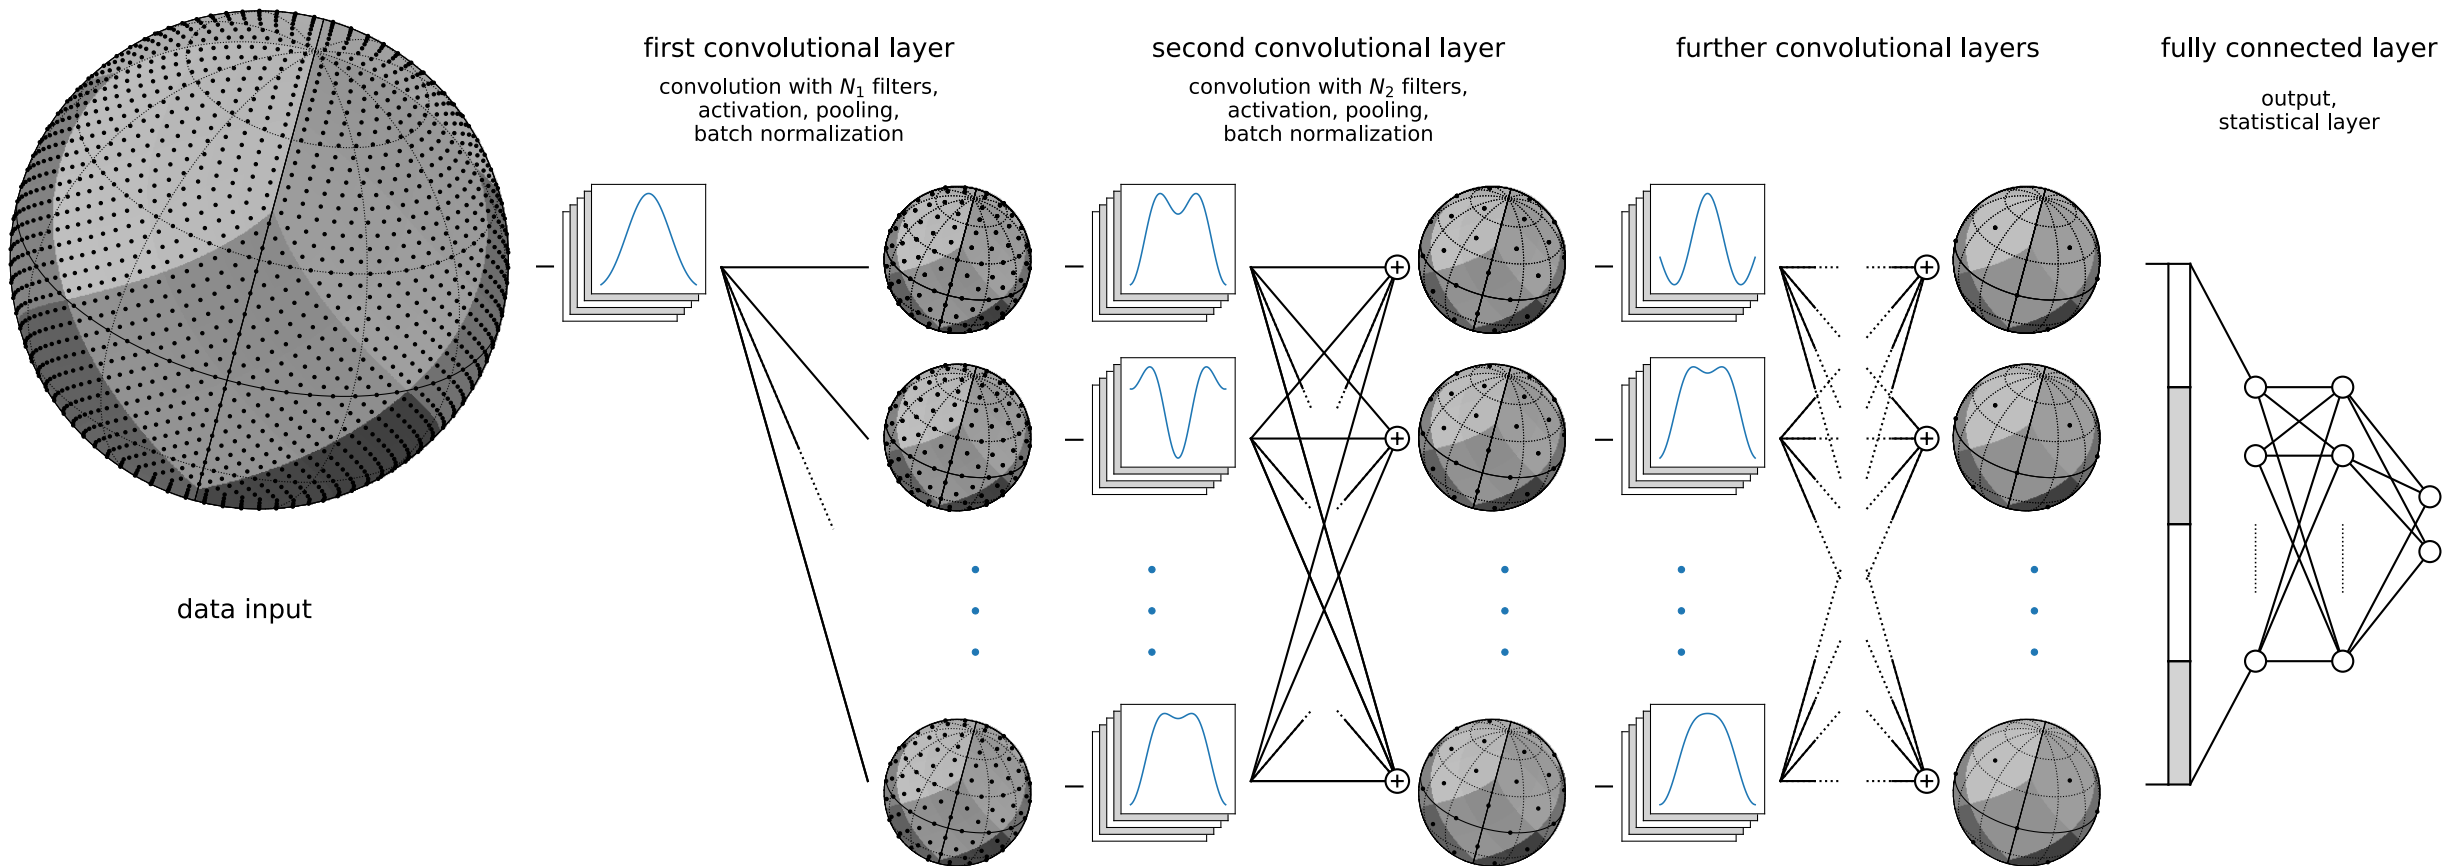 first convolutional layer
convolution with N₁ filters,
activation, pooling,
batch normalization
second convolutional layer
convolution with N₂ filters,
activation, pooling,
batch normalization
further convolutional layers
fully connected layer
output,
statistical layer
data input